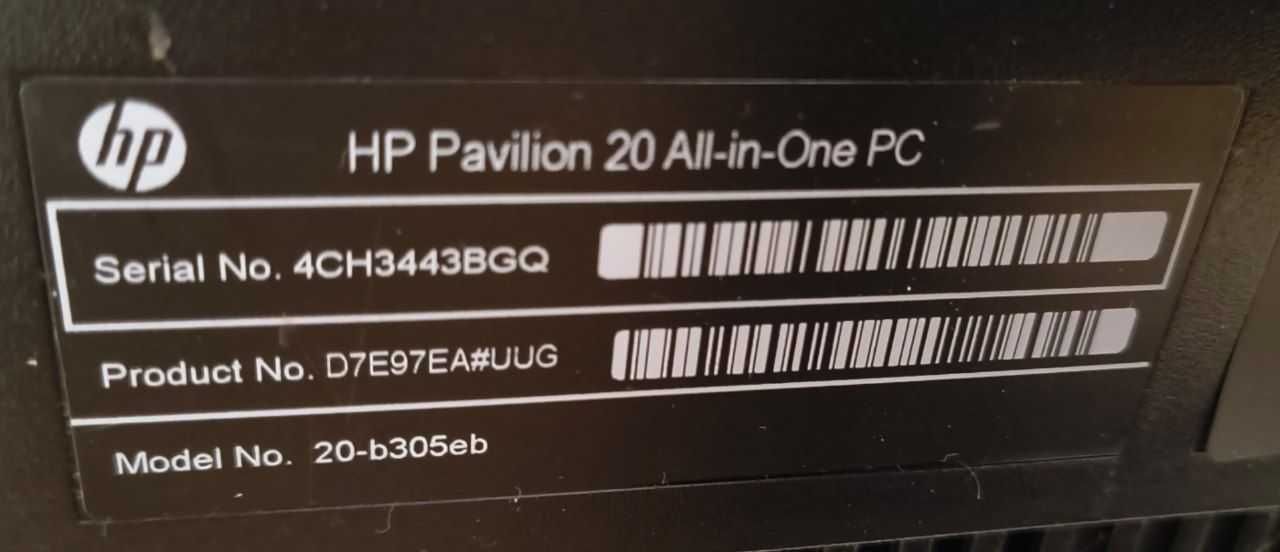 hp
HP Pavilion 20 All-in-One PC
Serial No. 4CH3443BGQ
Product No. D7E97EA#UUG
Model No. 20-b305eb